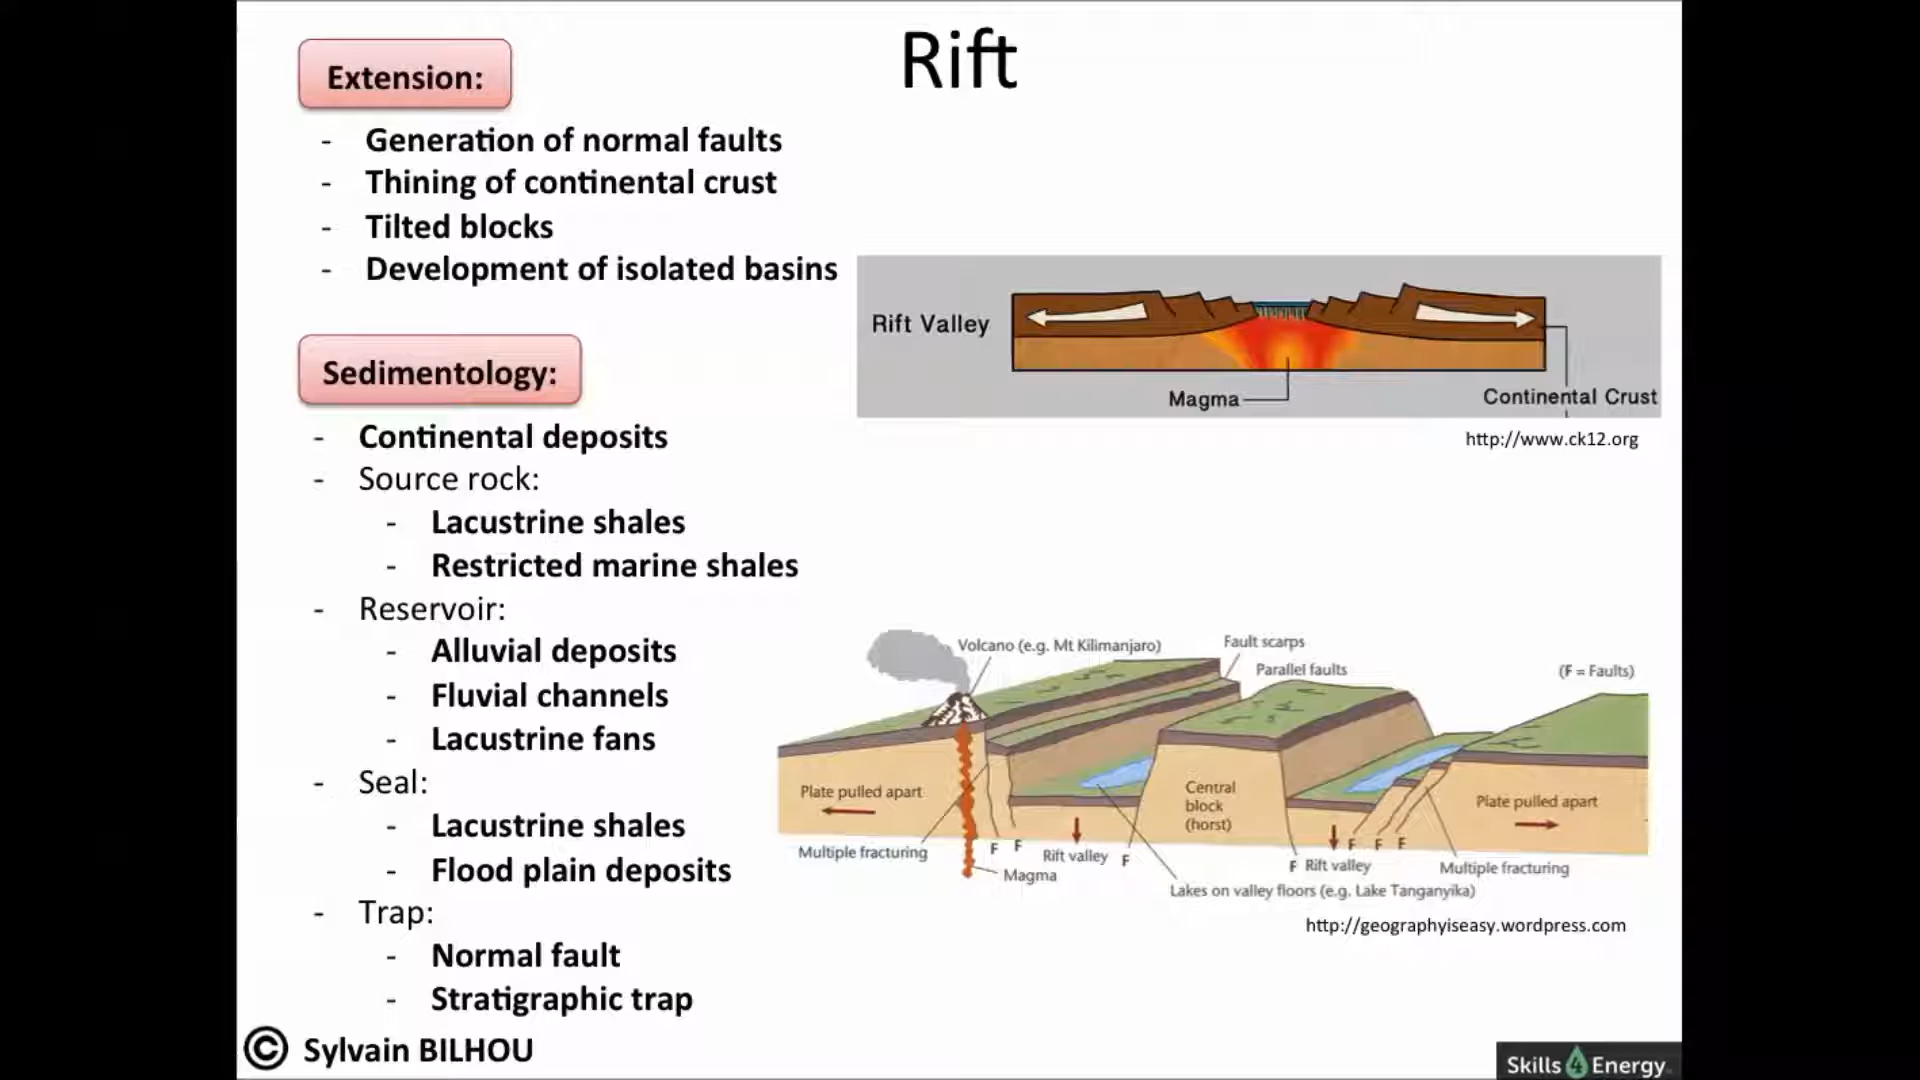 Rift
Extension:
- Generation of normal faults
- Thining of continental crust
- Tilted blocks
- Development of isolated basins
Sedimentology:
- Continental deposits
- Source rock:
- Lacustrine shales
- Restricted marine shales
- Reservoir:
- Alluvial deposits
- Fluvial channels
- Lacustrine fans
- Seal:
- Lacustrine shales
- Flood plain deposits
- Trap:
- Normal fault
- Stratigraphic trap
© Sylvain BILHOU
Rift Valley
Magma
Continental Crust
http://www.ck12.org
Volcano (e.g. Mt Kilimanjaro)
Fault scarps
Parallel faults
(F = Faults)
Plate pulled apart
Central
block
(horst)
Plate pulled apart
Multiple fracturing
F F
Rift valley
F
Magma
F Rift valley
F F F
Multiple fracturing
Lakes on valley floors (e.g. Lake Tanganyika)
http://geographyiseasy.wordpress.com
Skills 4 Energy